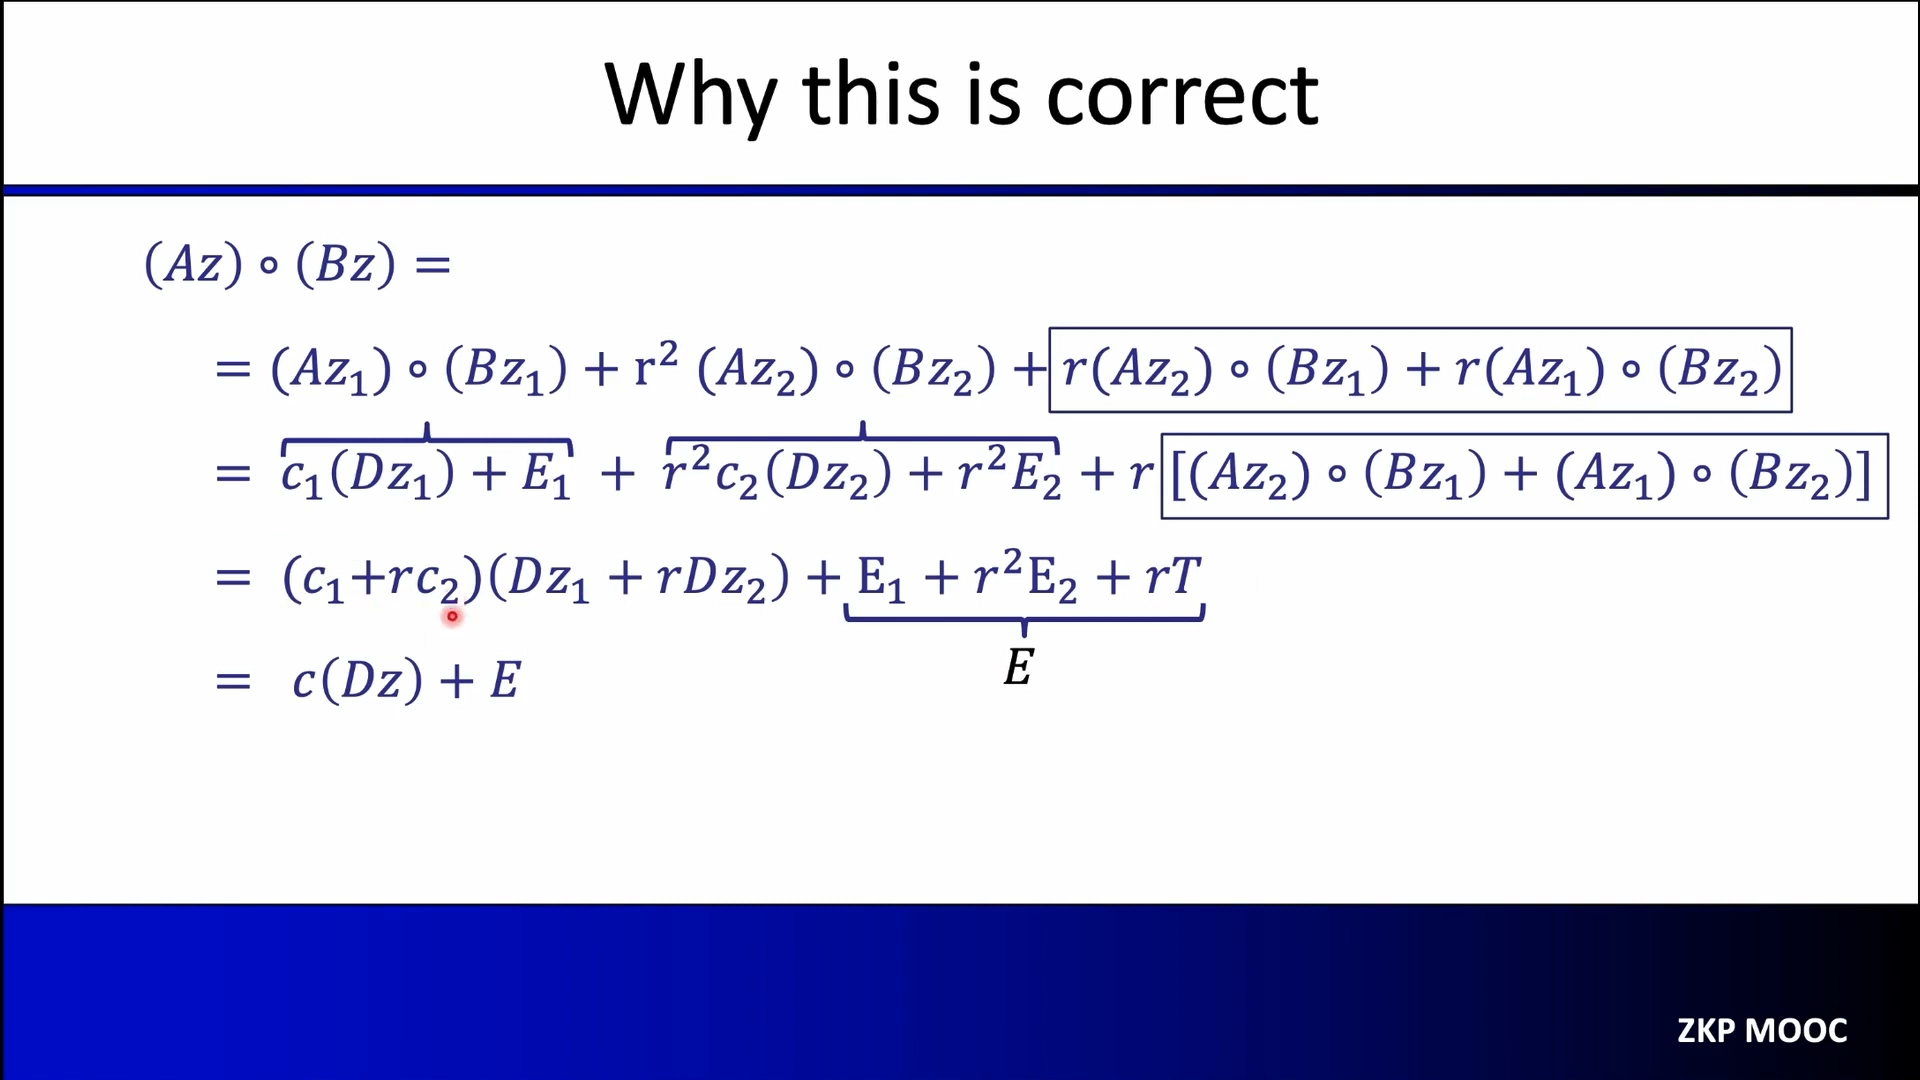 Why this is correct
(Az) ∘ (Bz) =
= (Az₁) ∘ (Bz₁) + r² (Az₂) ∘ (Bz₂) + r(Az₂) ∘ (Bz₁) + r(Az₁) ∘ (Bz₂)
= c₁(Dz₁) + E₁ + r²c₂(Dz₂) + r²E₂ + r [(Az₂) ∘ (Bz₁) + (Az₁) ∘ (Bz₂)]
= (c₁+rc₂)(Dz₁ + rDz₂) + E₁ + r²E₂ + rT
E
= c(Dz) + E
ZKP MOOC